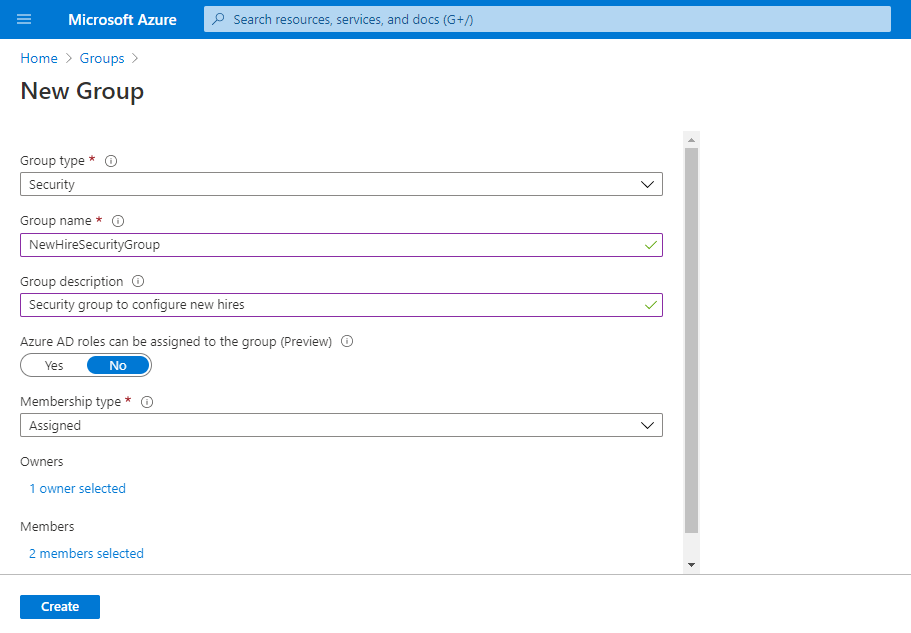 Microsoft Azure
Search resources, services, and docs (G+/)
Home > Groups >
New Group
Group type *
Security
Group name *
NewHireSecurityGroup
Group description
Security group to configure new hires
Azure AD roles can be assigned to the group (Preview)
Yes No
Membership type *
Assigned
Owners
1 owner selected
Members
2 members selected
Create